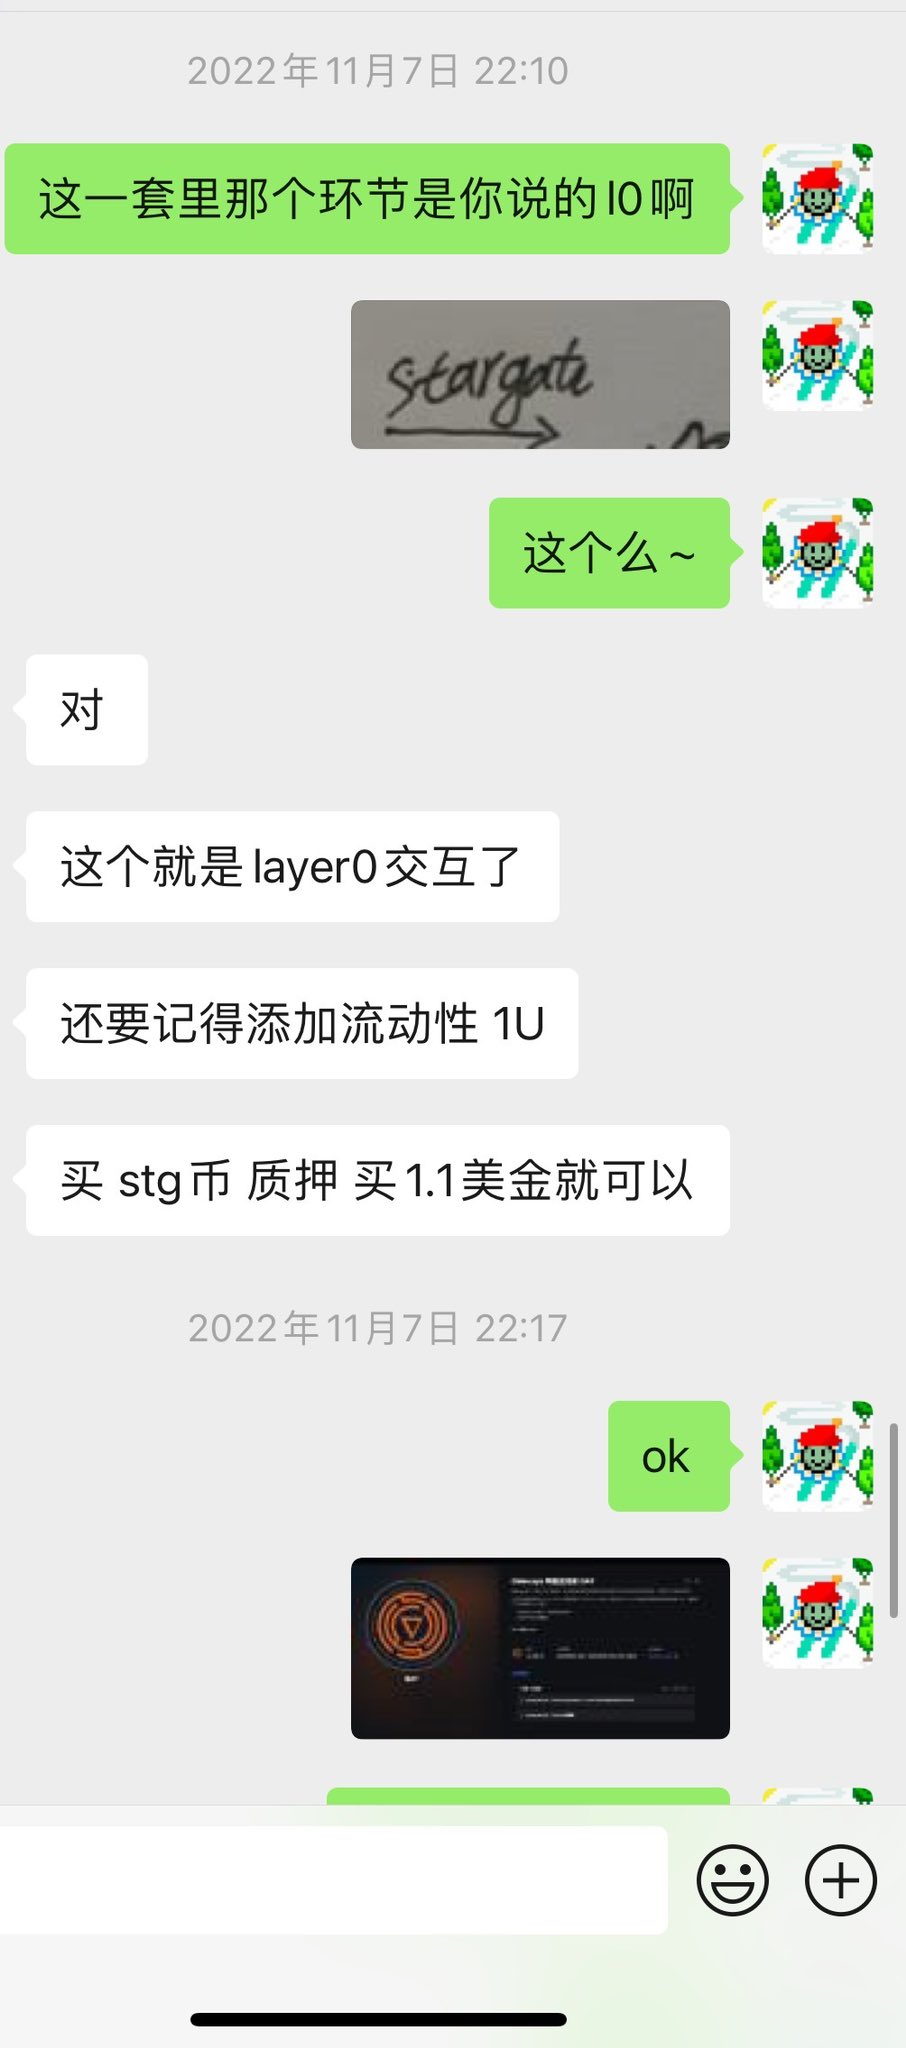 2022年11月7日 22:10
这一套里那个环节是你说的l0啊
stargate
这个么~
对
这个就是layer0交互了
还要记得添加流动性 1U
买 stg币 质押 买1.1美金就可以
2022年11月7日 22:17
ok